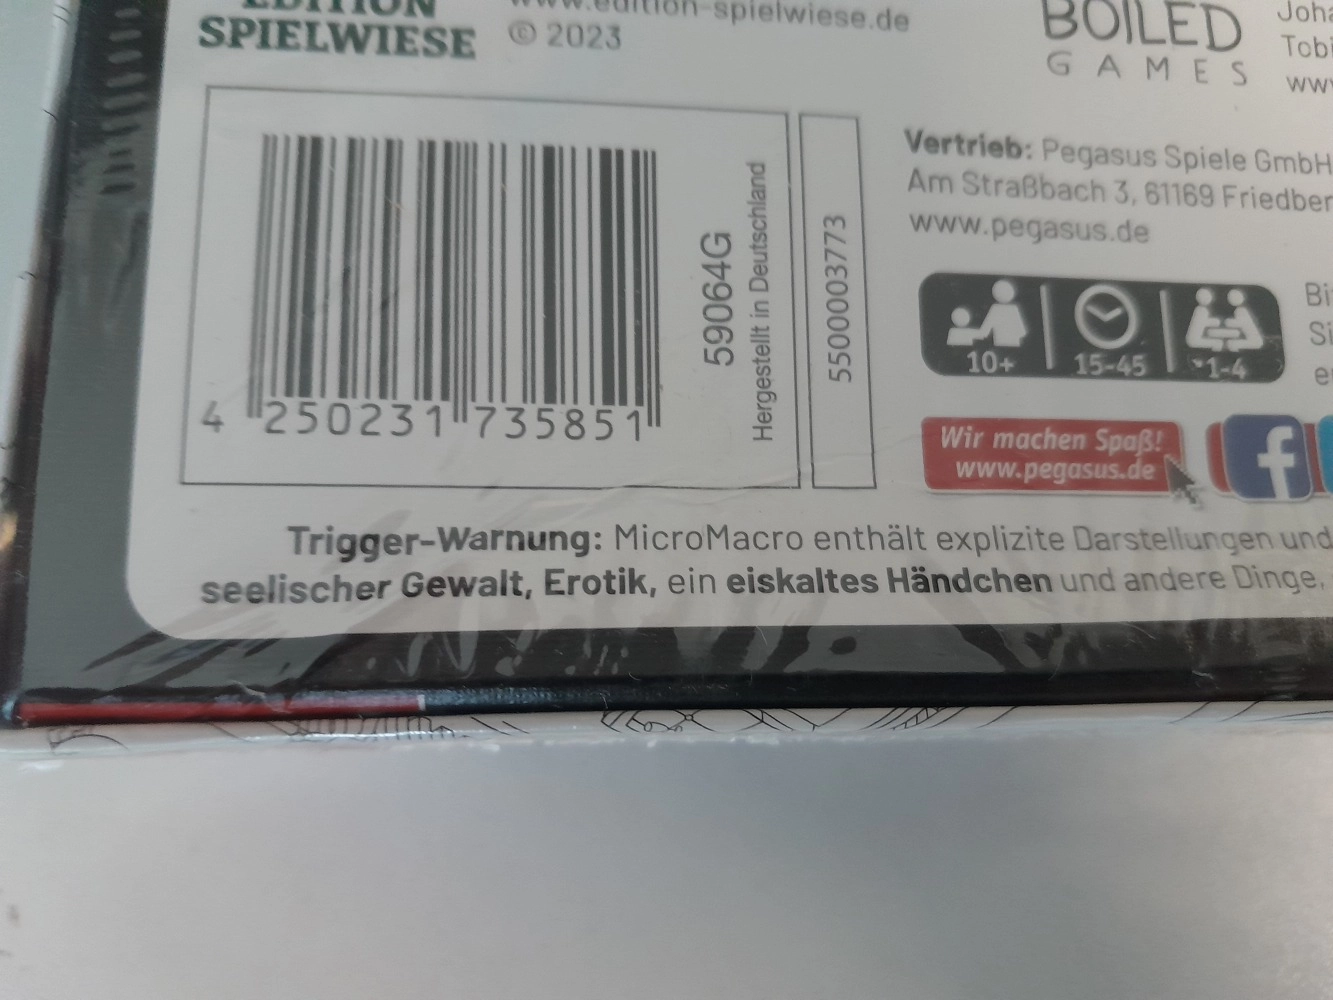 EDITION
SPIELWIESE
www.edition-spielwiese.de
© 2023
BOILED
GAMES
4 250231 735851
59064G
Hergestellt in Deutschland
5500003773
Vertrieb: Pegasus Spiele GmbH
Am Straßbach 3, 61169
www.pegasus.de
10+
15-45
1-4
Wir machen Spaß!
www.pegasus.de
f
Trigger-Warnung: MicroMacro enthält explizite Darstellungen und
seelischer Gewalt, Erotik, ein eiskaltes Händchen und andere Dinge,